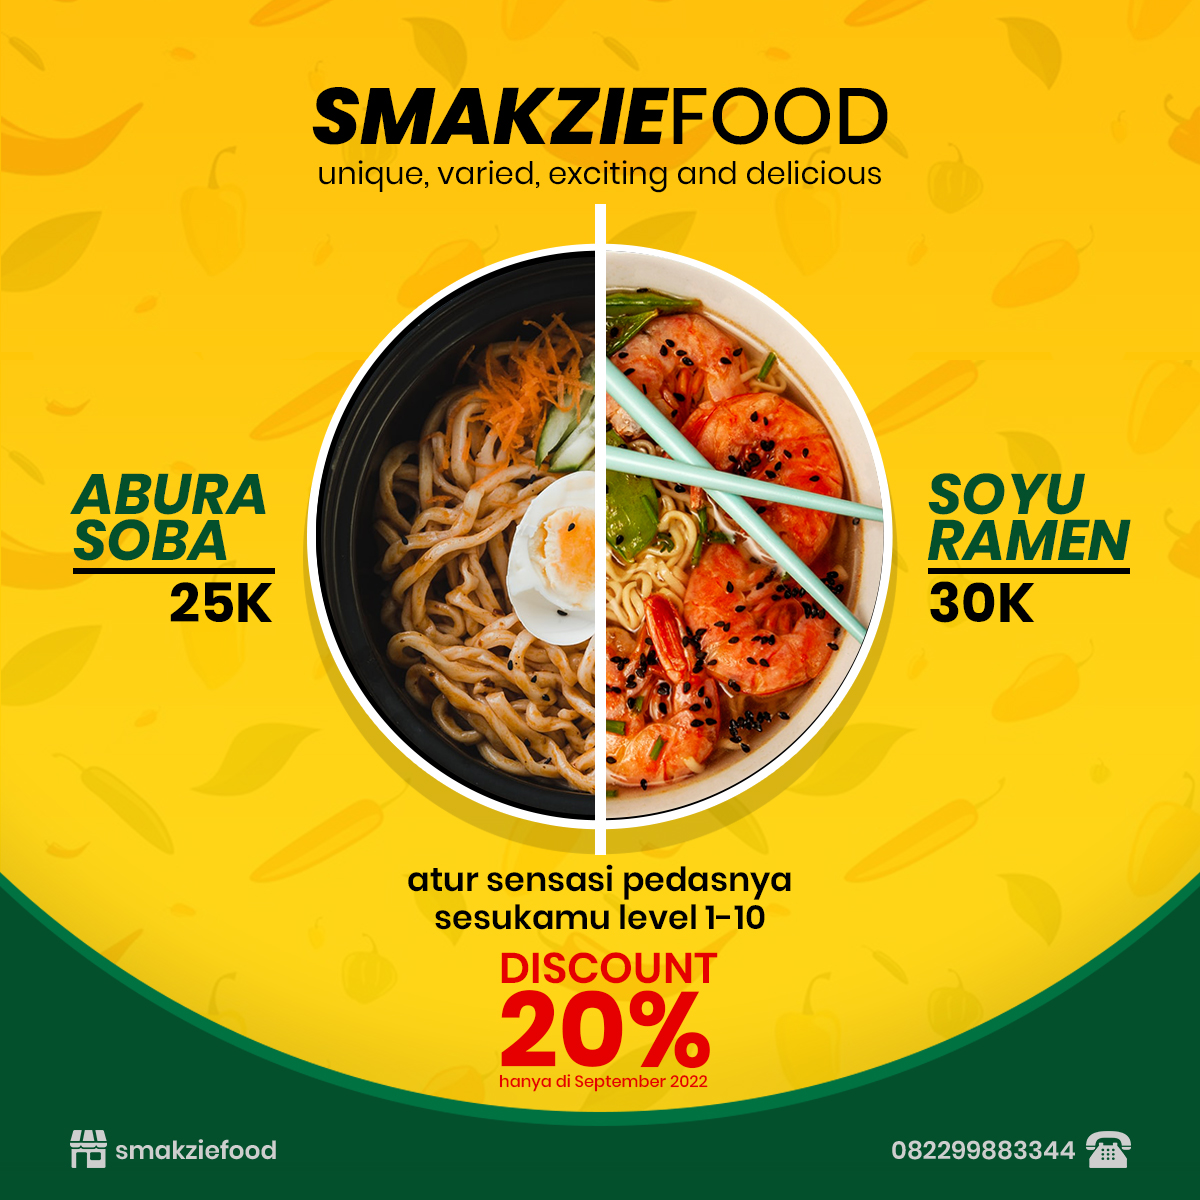 SMAKZIEFOOD
unique, varied, exciting and delicious
ABURA
SOBA
25K
SOYU
RAMEN
30K
atur sensasi pedasnya
sesukamu level 1-10
DISCOUNT
20%
hanya di September 2022
smakziefood
082299883344